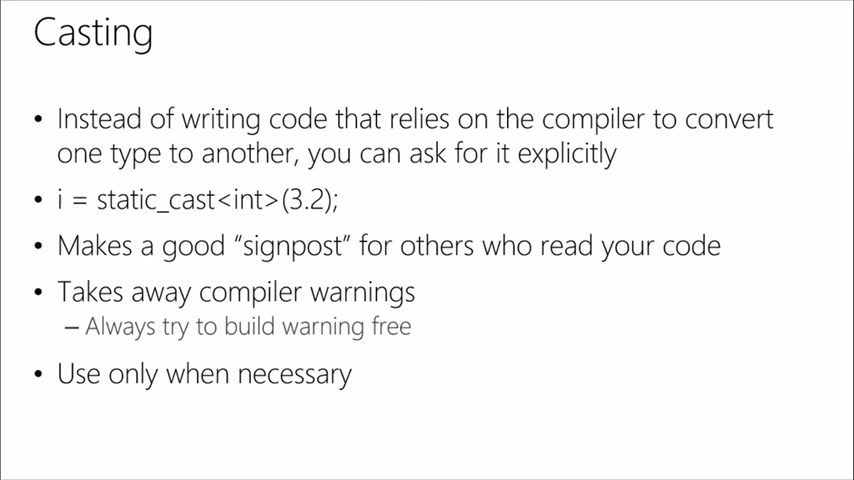 Casting
• Instead of writing code that relies on the compiler to convert
one type to another, you can ask for it explicitly
• i = static_cast<int>(3.2);
• Makes a good “signpost” for others who read your code
• Takes away compiler warnings
– Always try to build warning free
• Use only when necessary